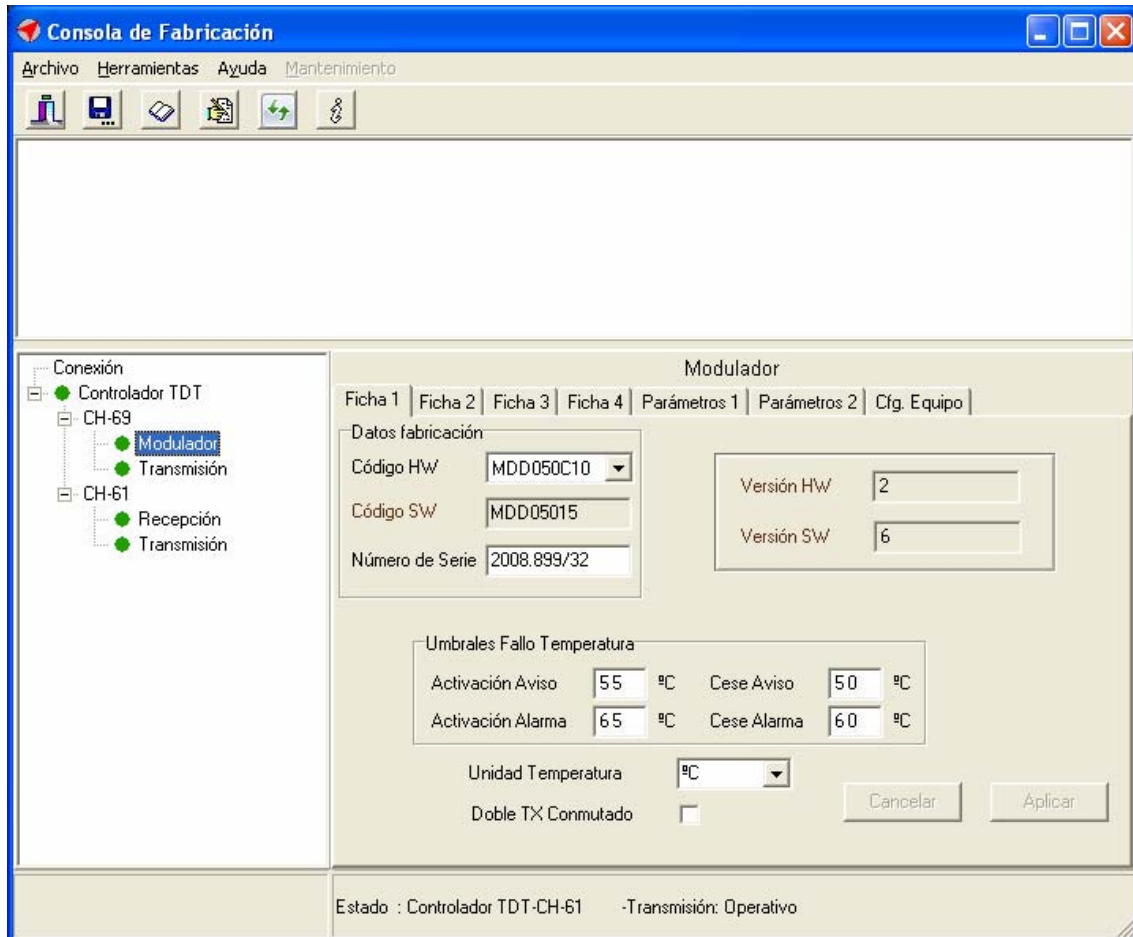 Consola de Fabricación
Archivo Herramientas Ayuda Mantenimiento
Conexión
Controlador TDT
CH-69
Modulador
Transmisión
CH-61
Recepción
Transmisión
Modulador
Ficha 1 Ficha 2 Ficha 3 Ficha 4 Parámetros 1 Parámetros 2 Cfg. Equipo
Datos fabricación
Código HW MDD050C10
Código SW MDD05015
Número de Serie 2008.899/32
Versión HW 2
Versión SW 6
Umbrales Fallo Temperatura
Activación Aviso 55 ºC Cese Aviso 50 ºC
Activación Alarma 65 ºC Cese Alarma 60 ºC
Unidad Temperatura ºC
Doble TX Conmutado
Cancelar Aplicar
Estado : Controlador TDT-CH-61 -Transmisión: Operativo